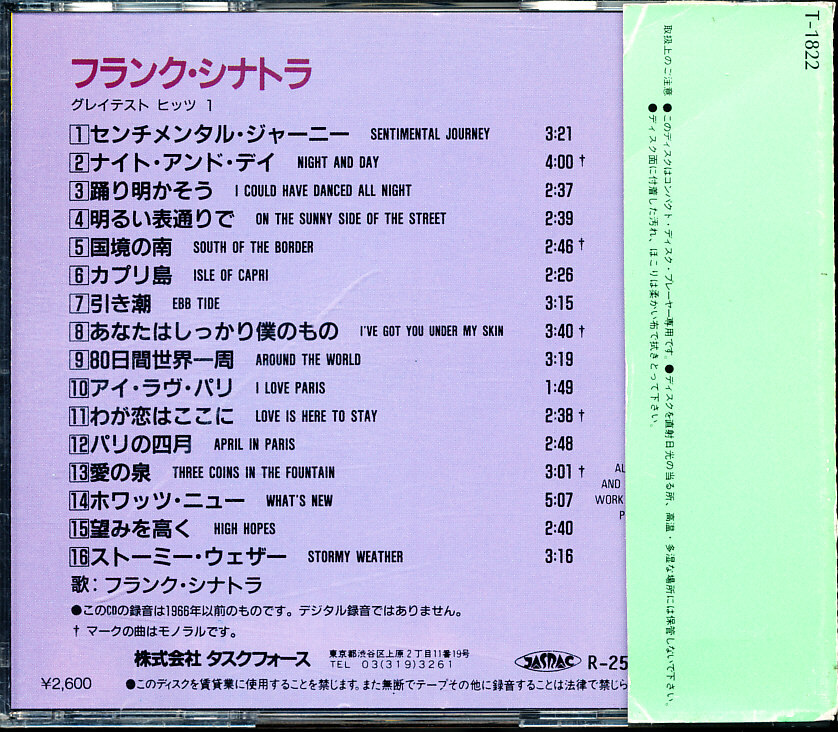 フランク・シナトラ
グレイテスト ヒッツ 1
1 センチメンタル・ジャーニー SENTIMENTAL JOURNEY 3:21
2 ナイト・アンド・デイ NIGHT AND DAY 4:00 †
3 踊り明かそう I COULD HAVE DANCED ALL NIGHT 2:37
4 明るい表通りで ON THE SUNNY SIDE OF THE STREET 2:39
5 国境の南 SOUTH OF THE BORDER 2:46 †
6 カプリ島 ISLE OF CAPRI 2:26
7 引き潮 EBB TIDE 3:15
8 あなたはしっかり僕のもの I'VE GOT YOU UNDER MY SKIN 3:40 †
9 80日間世界一周 AROUND THE WORLD 3:19
10 アイ・ラヴ・パリ I LOVE PARIS 1:49
11 わが恋はここに LOVE IS HERE TO STAY 2:38 †
12 パリの四月 APRIL IN PARIS 2:48
13 愛の泉 THREE COINS IN THE FOUNTAIN 3:01 †
14 ホワッツ・ニュー WHAT'S NEW 5:07
15 望みを高く HIGH HOPES 2:40
16 ストーミー・ウェザー STORMY WEATHER 3:16
歌：フランク・シナトラ
●このCDの録音は1966年以前のものです。デジタル録音ではありません。
† マークの曲はモノラルです。
株式会社 タスクフォース
東京都渋谷区上原2丁目11番19号
TEL 03(319)3261
JASRAC R-25
¥2,600
●このディスクを賃貸業に使用することを禁じます。また無断でテープその他に録音することは法律で禁じら
AL
AND
WORK
P
T-1822
取扱上のご注意 ●このディスクはコンパクト・ディスク・プレーヤー専用です。●ディスクを直射日光の当る所、高温・多湿な場所には保管しないで下さい。
●ディスク面に付着した汚れ、ほこりは柔かい布で拭きとって下さい。